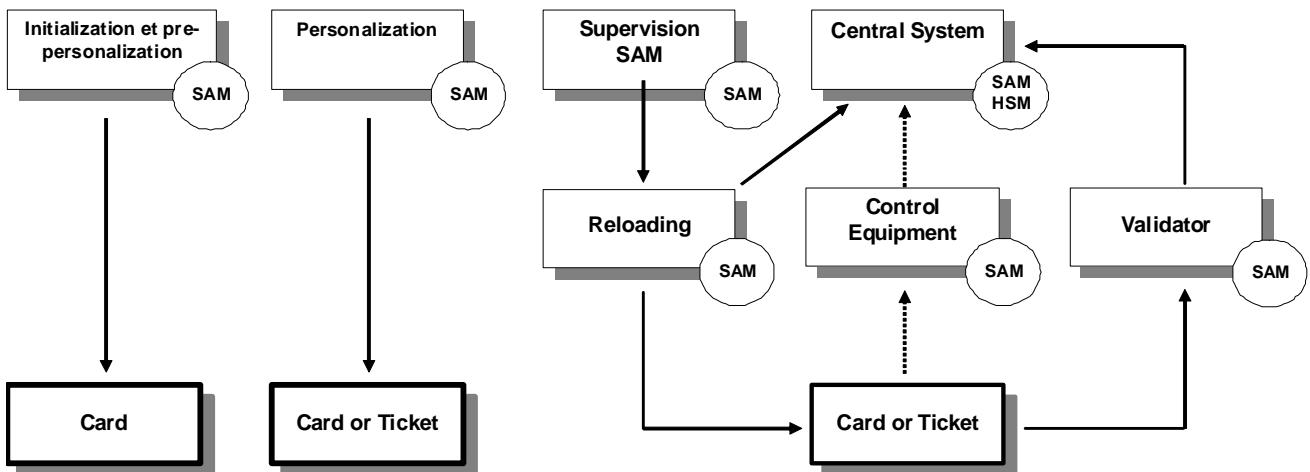 Initialization et pre-
personalization
SAM
Personalization
SAM
Supervision
SAM
SAM
Central System
SAM
HSM
Reloading
SAM
Control
Equipment
SAM
Validator
SAM
Card
Card or Ticket
Card or Ticket